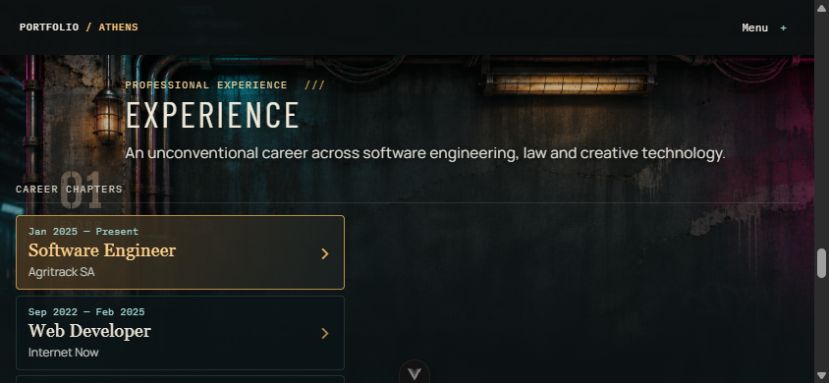 PORTFOLIO / ATHENS
Menu +
PROFESSIONAL EXPERIENCE ///
EXPERIENCE
An unconventional career across software engineering, law and creative technology.
01
CAREER CHAPTERS
Jan 2025 — Present
Software Engineer
Agritrack SA
Sep 2022 — Feb 2025
Web Developer
Internet Now